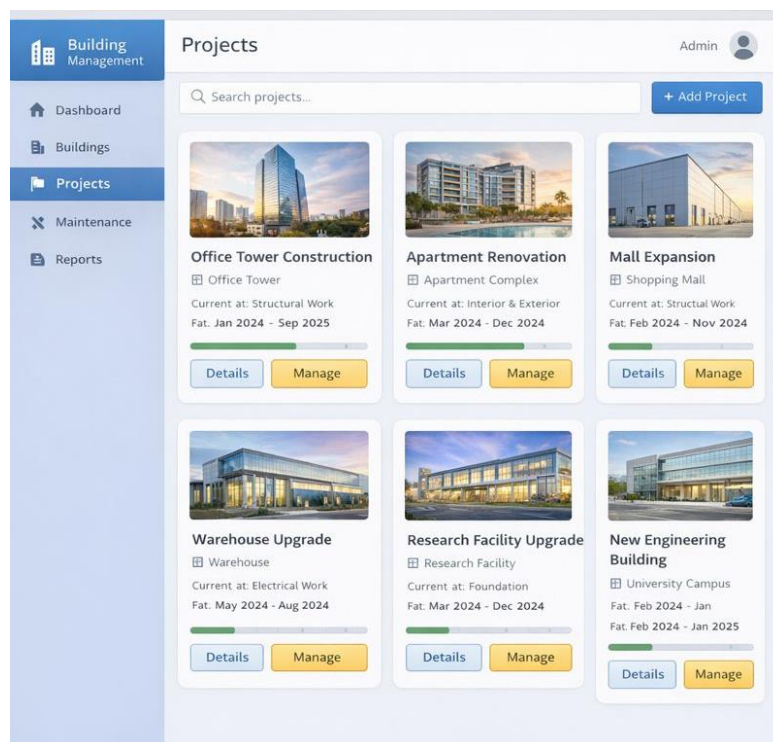 Building
Management
Projects
Admin
Search projects...
+ Add Project
Dashboard
Buildings
Projects
Maintenance
Reports
Office Tower Construction
Office Tower
Current at: Structural Work
Fat. Jan 2024 - Sep 2025
Details
Manage
Apartment Renovation
Apartment Complex
Current at: Interior & Exterior
Fat: Mar 2024 - Dec 2024
Details
Manage
Mall Expansion
Shopping Mall
Current at: Structual Work
Fat: Feb 2024 - Nov 2024
Details
Manage
Warehouse Upgrade
Warehouse
Current at: Electrical Work
Fat. May 2024 - Aug 2024
Details
Manage
Research Facility Upgrade
Research Facility
Current at: Foundation
Fat: Mar 2024 - Dec 2024
Details
Manage
New Engineering
Building
University Campus
Fat. Feb 2024 - Jan
Fat. Feb 2024 - Jan 2025
Details
Manage